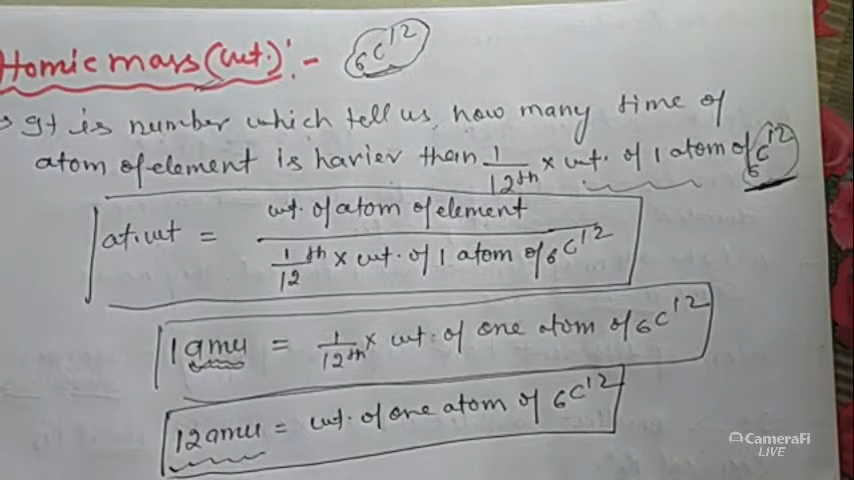 Atomic mass (wt.) :- ₆C¹²
→ It is number which tell us, how many time of
atom of element is havier than 1/12th × wt. of 1 atom of ₆C¹²
at. wt = wt. of atom of element / 1/12th × wt. of 1 atom of ₆C¹²
1 amu = 1/12th × wt. of one atom of ₆C¹²
12 amu = wt. of one atom of ₆C¹²
CameraFi
LIVE